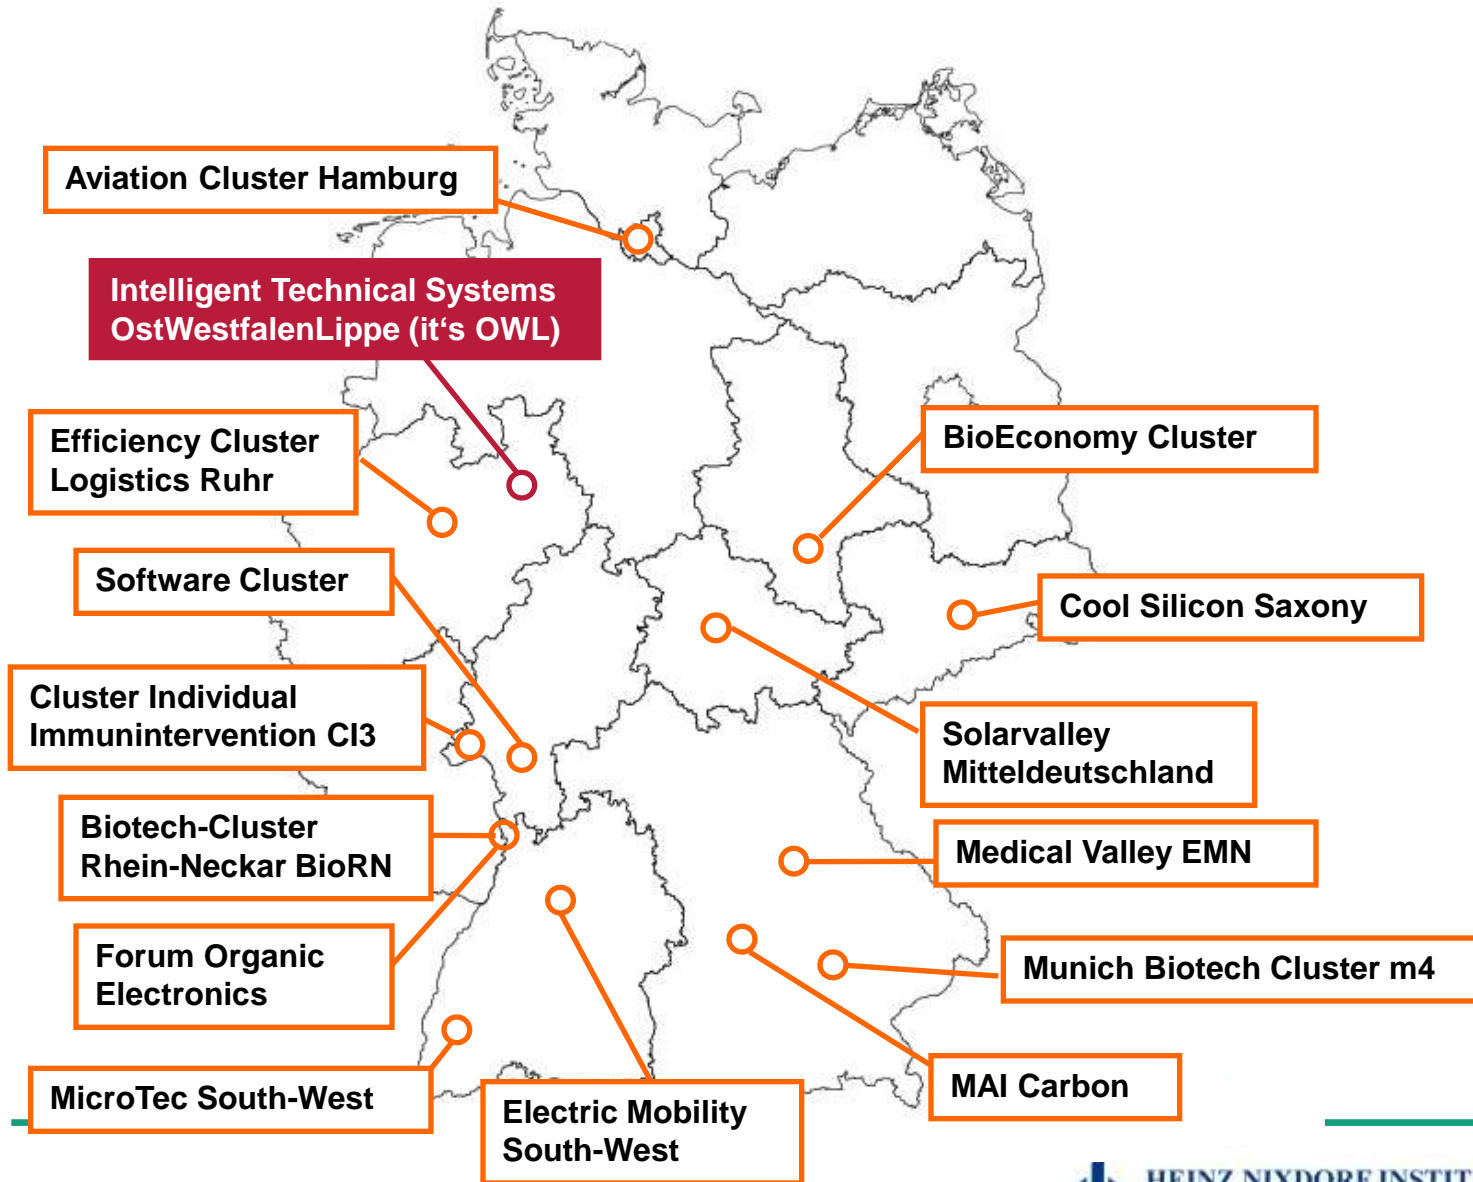 Aviation Cluster Hamburg
Intelligent Technical Systems
OstWestfalenLippe (it‘s OWL)
Efficiency Cluster
Logistics Ruhr
BioEconomy Cluster
Software Cluster
Cool Silicon Saxony
Cluster Individual
Immunintervention CI3
Solarvalley
Mitteldeutschland
Biotech-Cluster
Rhein-Neckar BioRN
Medical Valley EMN
Forum Organic
Electronics
Munich Biotech Cluster m4
MicroTec South-West
MAI Carbon
Electric Mobility
South-West
HEINZ NIXDORF